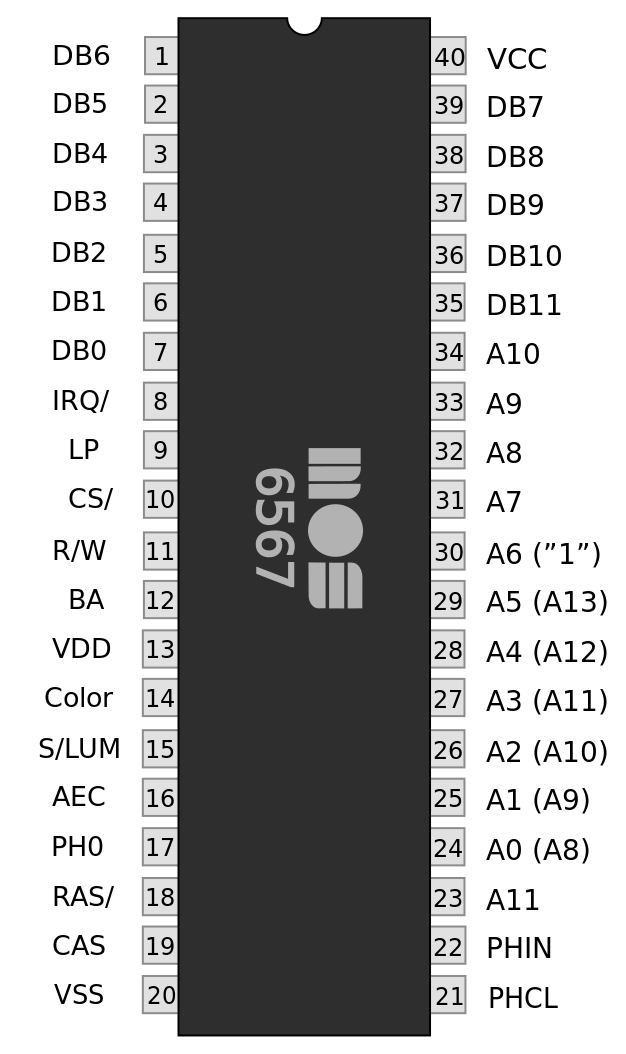 DB6 1 40 VCC
DB5 2 39 DB7
DB4 3 38 DB8
DB3 4 37 DB9
DB2 5 36 DB10
DB1 6 35 DB11
DB0 7 34 A10
IRQ/ 8 33 A9
LP 9 32 A8
CS/ 10 31 A7
R/W 11 30 A6 (”1”)
BA 12 29 A5 (A13)
VDD 13 28 A4 (A12)
Color 14 27 A3 (A11)
S/LUM 15 26 A2 (A10)
AEC 16 25 A1 (A9)
PH0 17 24 A0 (A8)
RAS/ 18 23 A11
CAS 19 22 PHIN
VSS 20 21 PHCL
mos
6567